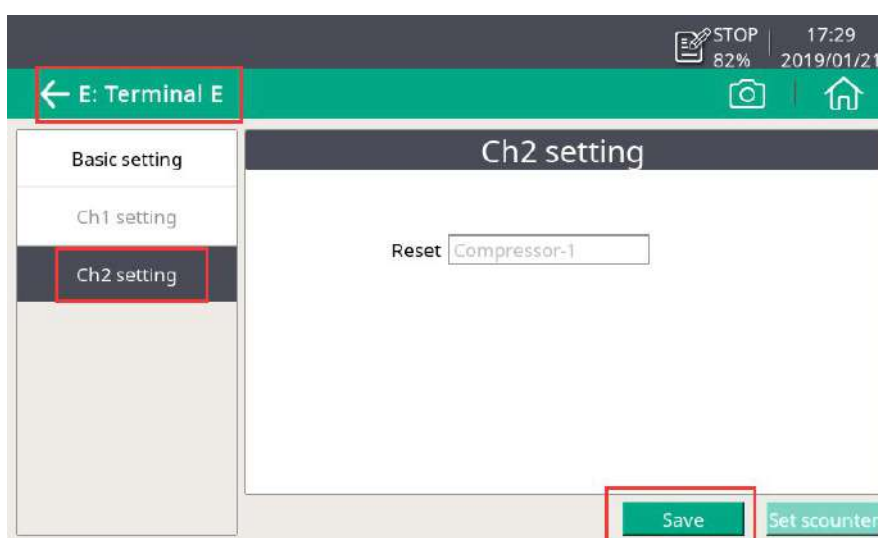 STOP
82%
17:29
2019/01/21
E: Terminal E
Basic setting
Ch1 setting
Ch2 setting
Ch2 setting
Reset Compressor-1
Save
Set scounter